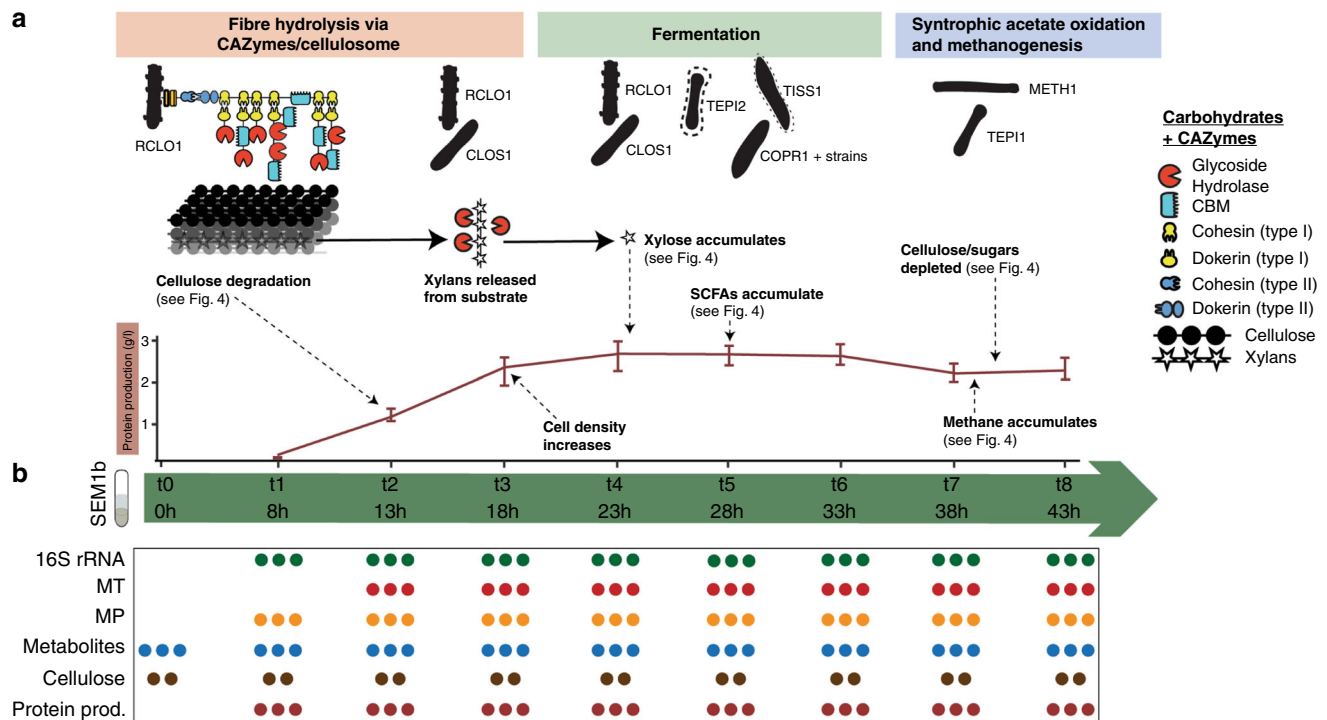 a
Fibre hydrolysis via
CAZymes/cellulosome
Fermentation
Syntrophic acetate oxidation
and methanogenesis
RCLO1
RCLO1
CLOS1
RCLO1
CLOS1
TEPI2
TISS1
COPR1 + strains
METH1
TEPI1
Carbohydrates
+ CAZymes
Glycoside
Hydrolase
CBM
Cohesin (type I)
Dokerin (type I)
Cohesin (type II)
Dokerin (type II)
Cellulose
Xylans
Cellulose degradation
(see Fig. 4)
Xylans released
from substrate
Xylose accumulates
(see Fig. 4)
SCFAs accumulate
(see Fig. 4)
Cellulose/sugars
depleted (see Fig. 4)
Cell density
increases
Methane accumulates
(see Fig. 4)
Protein production (g/l)
3
2
1
b
SEM1b
t0 t1 t2 t3 t4 t5 t6 t7 t8
0h 8h 13h 18h 23h 28h 33h 38h 43h
16S rRNA
MT
MP
Metabolites
Cellulose
Protein prod.